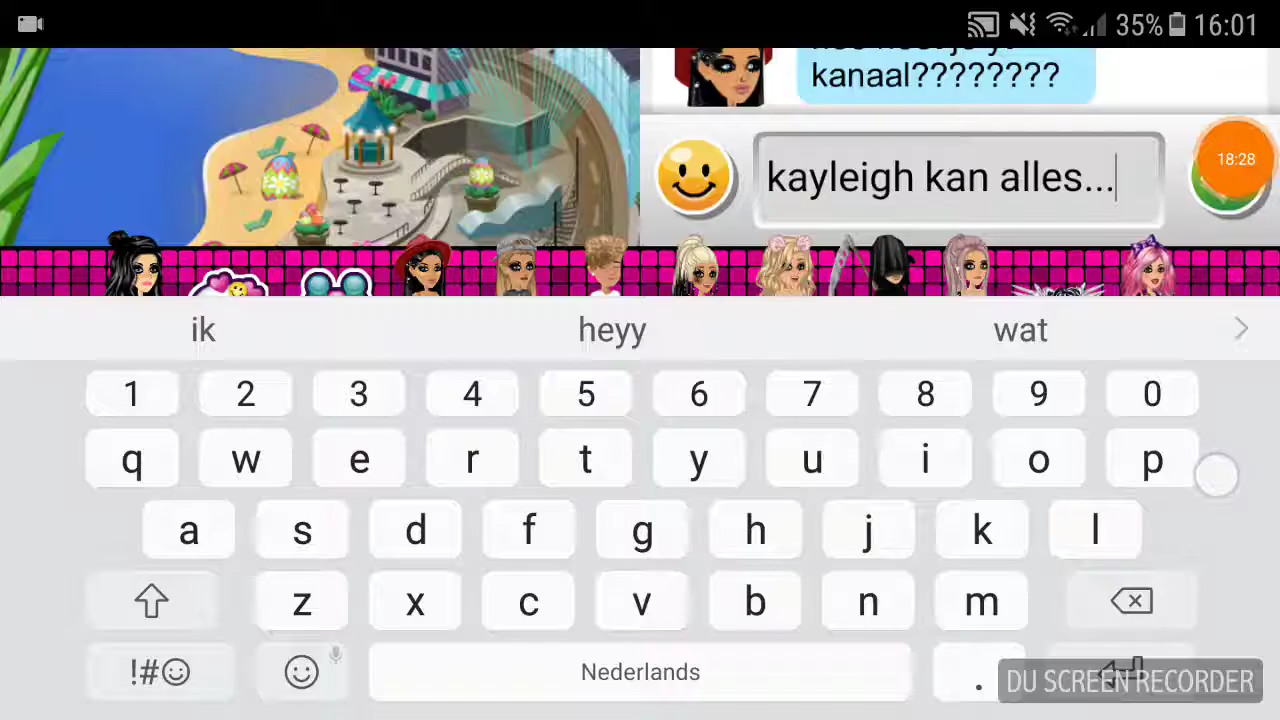 35% 16:01
kanaal????????
18:28
kayleigh kan alles...
ik heyy wat
1 2 3 4 5 6 7 8 9 0
q w e r t y u i o p
a s d f g h j k l
z x c v b n m
!#☺ Nederlands .
DU SCREEN RECORDER